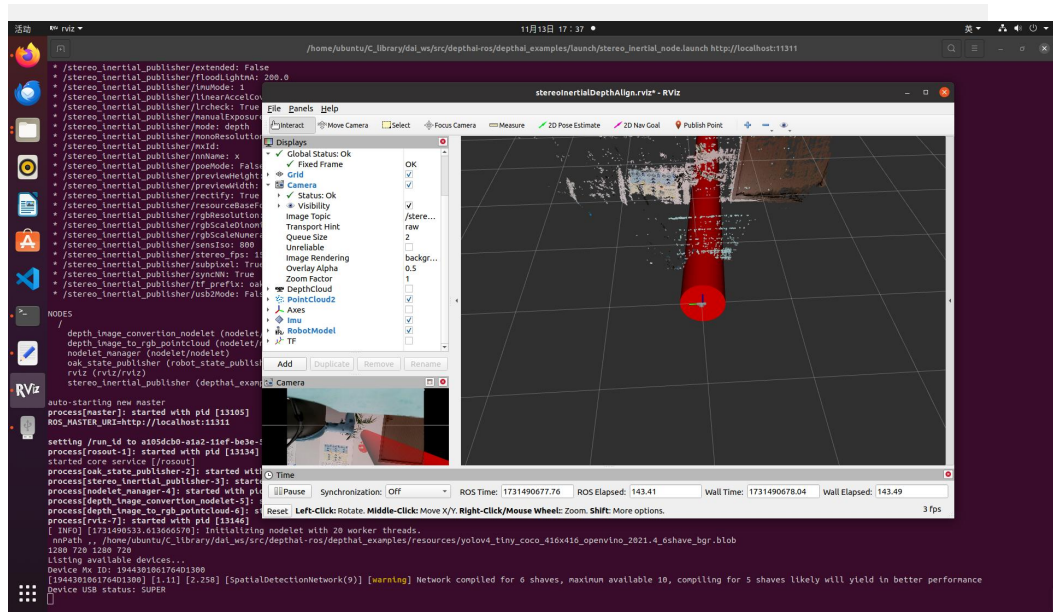 活动
RViz
rviz
11月13日 17：37
英
/home/ubuntu/C_library/dai_ws/src/depthai-ros/depthai_examples/launch/stereo_inertial_node.launch http://localhost:11311
* /stereo_inertial_publisher/extended: False
* /stereo_inertial_publisher/floodLightmA: 200.0
* /stereo_inertial_publisher/imuMode: 1
* /stereo_inertial_publisher/linearAccelCov
* /stereo_inertial_publisher/lrcheck: True
* /stereo_inertial_publisher/manualExposure
* /stereo_inertial_publisher/mode: depth
* /stereo_inertial_publisher/monoResolution
* /stereo_inertial_publisher/mxId:
* /stereo_inertial_publisher/nnName: x
* /stereo_inertial_publisher/poeMode: False
* /stereo_inertial_publisher/previewHeight:
* /stereo_inertial_publisher/previewWidth:
* /stereo_inertial_publisher/rectify: True
* /stereo_inertial_publisher/resourceBaseFo
* /stereo_inertial_publisher/rgbResolution:
* /stereo_inertial_publisher/rgbScaleDinom
* /stereo_inertial_publisher/rgbScaleNumera
* /stereo_inertial_publisher/sensIso: 800
* /stereo_inertial_publisher/stereo_fps: 15
* /stereo_inertial_publisher/subpixel: True
* /stereo_inertial_publisher/syncNN: True
* /stereo_inertial_publisher/tf_prefix: oak
* /stereo_inertial_publisher/usb2Mode: Fals
NODES
/
depth_image_convertion_nodelet (nodelet/
depth_image_to_rgb_pointcloud (nodelet/n
nodelet_manager (nodelet/nodelet)
oak_state_publisher (robot_state_publish
rviz (rviz/rviz)
stereo_inertial_publisher (depthai_examp
auto-starting new master
process[master]: started with pid [13105]
ROS_MASTER_URI=http://localhost:11311
setting /run_id to a105dcb0-a1a2-11ef-be3e-5
process[rosout-1]: started with pid [13134]
started core service [/rosout]
process[oak_state_publisher-2]: started with
process[stereo_inertial_publisher-3]: starte
process[nodelet_manager-4]: started with pid
process[depth_image_convertion_nodelet-5]: s
process[depth_image_to_rgb_pointcloud-6]: st
process[rviz-7]: started with pid [13146]
[ INFO] [1731490533.613666570]: Initializing nodelet with 20 worker threads.
nnPath ,, /home/ubuntu/C_library/dai_ws/src/depthai-ros/depthai_examples/resources/yolov4_tiny_coco_416x416_openvino_2021.4_6shave_bgr.blob
1280 720 1280 720
Listing available devices...
Device Mx ID: 1944301061764D1300
[1944301061764D1300] [1.11] [2.258] [SpatialDetectionNetwork(9)] [warning] Network compiled for 6 shaves, maximum available 10, compiling for 5 shaves likely will yield in better performance
Device USB status: SUPER
stereoInertialDepthAlign.rviz* - RViz
File Panels Help
Interact Move Camera Select Focus Camera Measure 2D Pose Estimate 2D Nav Goal Publish Point
Displays
Global Status: Ok
Fixed Frame OK
Grid
Camera
Status: Ok
Visibility
Image Topic /stere...
Transport Hint raw
Queue Size 2
Unreliable
Image Rendering backgr...
Overlay Alpha 0.5
Zoom Factor 1
DepthCloud
PointCloud2
Axes
Imu
RobotModel
TF
Add Duplicate Remove Rename
Camera
Time
Pause Synchronization: Off ROS Time: 1731490677.76 ROS Elapsed: 143.41 Wall Time: 1731490678.04 Wall Elapsed: 143.49
Reset Left-Click: Rotate. Middle-Click: Move X/Y. Right-Click/Mouse Wheel: Zoom. Shift: More options. 3 fps